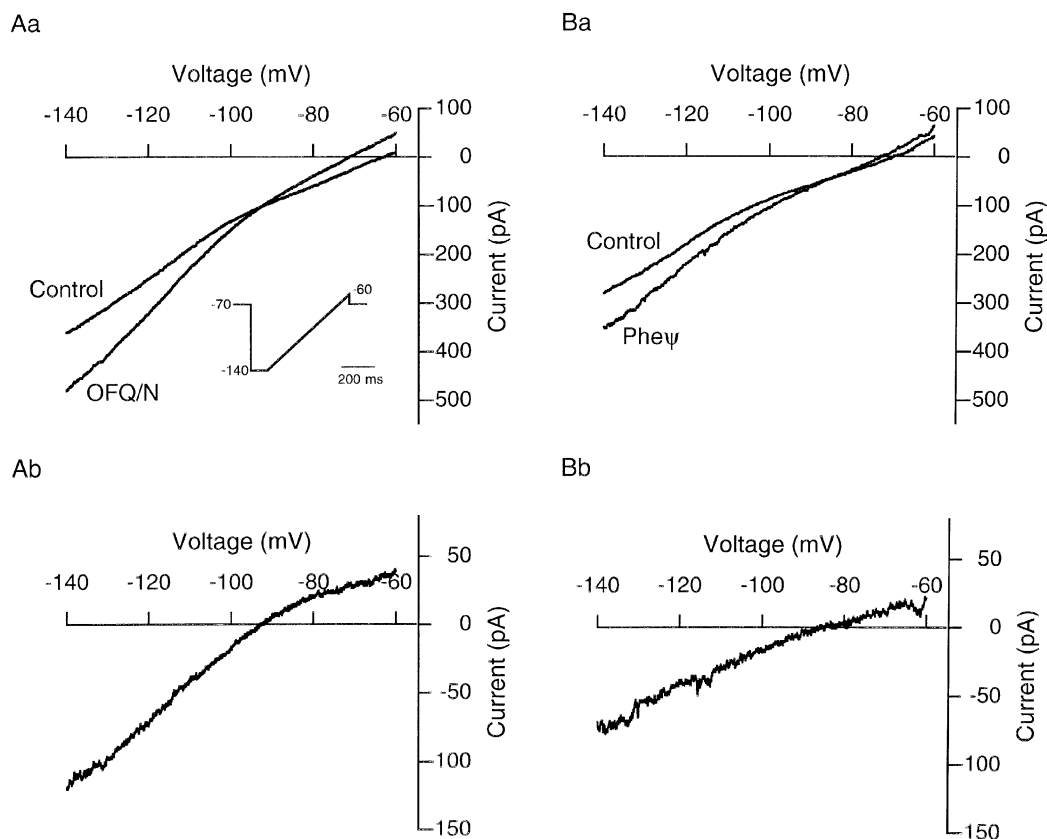 Aa
Voltage (mV)
-140 -120 -100 -80 -60
100
0
-100
-200
-300
-400
-500
Current (pA)
Control
OFQ/N
-70
-60
-140
200 ms
Ba
Voltage (mV)
-140 -120 -100 -80 -60
100
0
-100
-200
-300
-400
-500
Current (pA)
Control
Pheψ
Ab
Voltage (mV)
-140 -120 -100 -80 -60
50
0
-50
-100
-150
Current (pA)
Bb
Voltage (mV)
-140 -120 -100 -80 -60
50
0
-50
-100
-150
Current (pA)